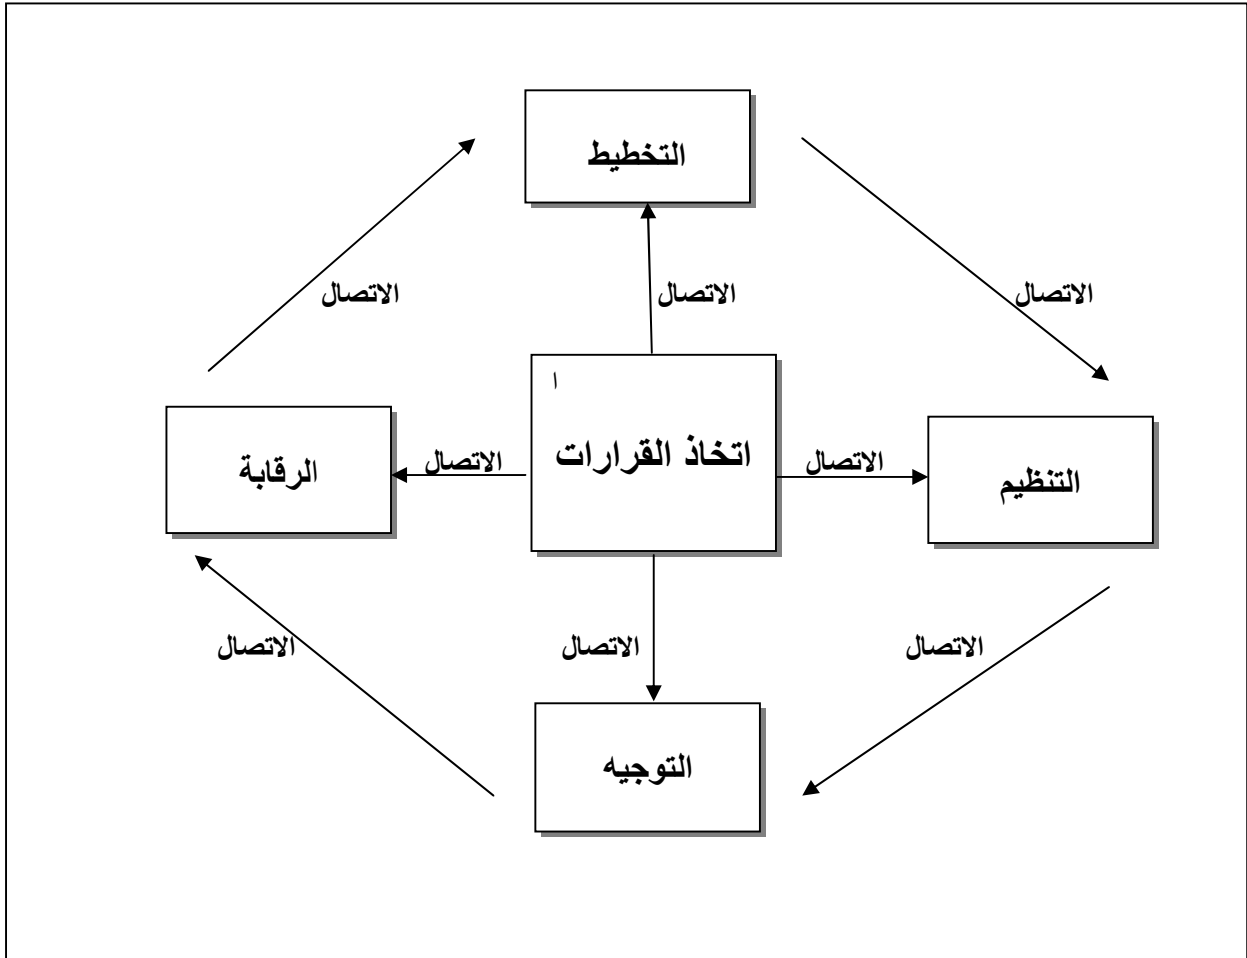 التخطيط
الاتصال
الاتصال
الاتصال
ا
اتخاذ القرارات
التنظيم
الاتصال
الاتصال
الرقابة
الاتصال
الاتصال
الاتصال
التوجيه